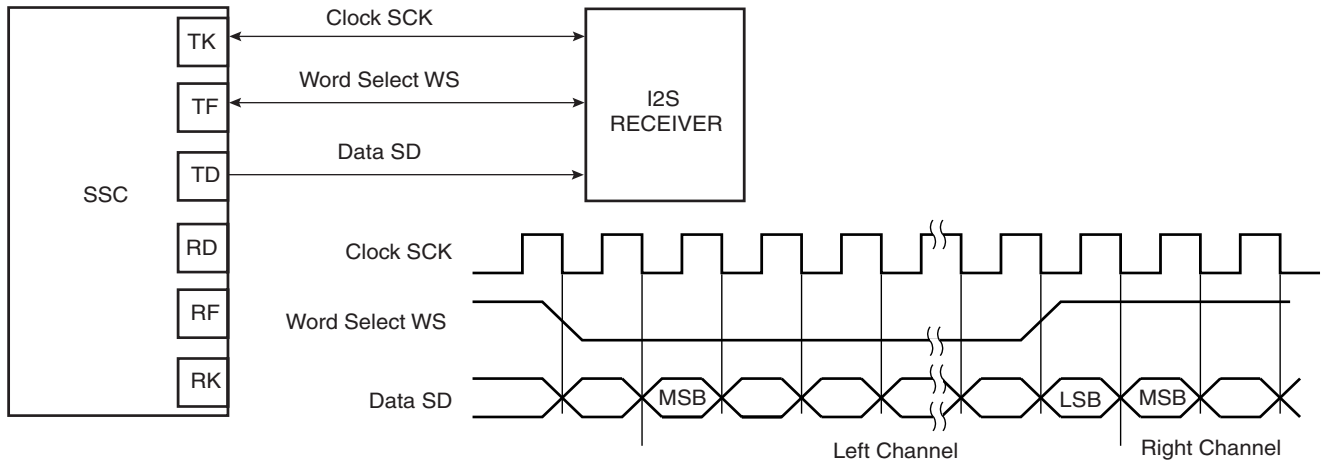 SSC
TK
TF
TD
RD
RF
RK
Clock SCK
Word Select WS
Data SD
I2S
RECEIVER
Clock SCK
Word Select WS
Data SD
MSB
LSB
MSB
Left Channel
Right Channel